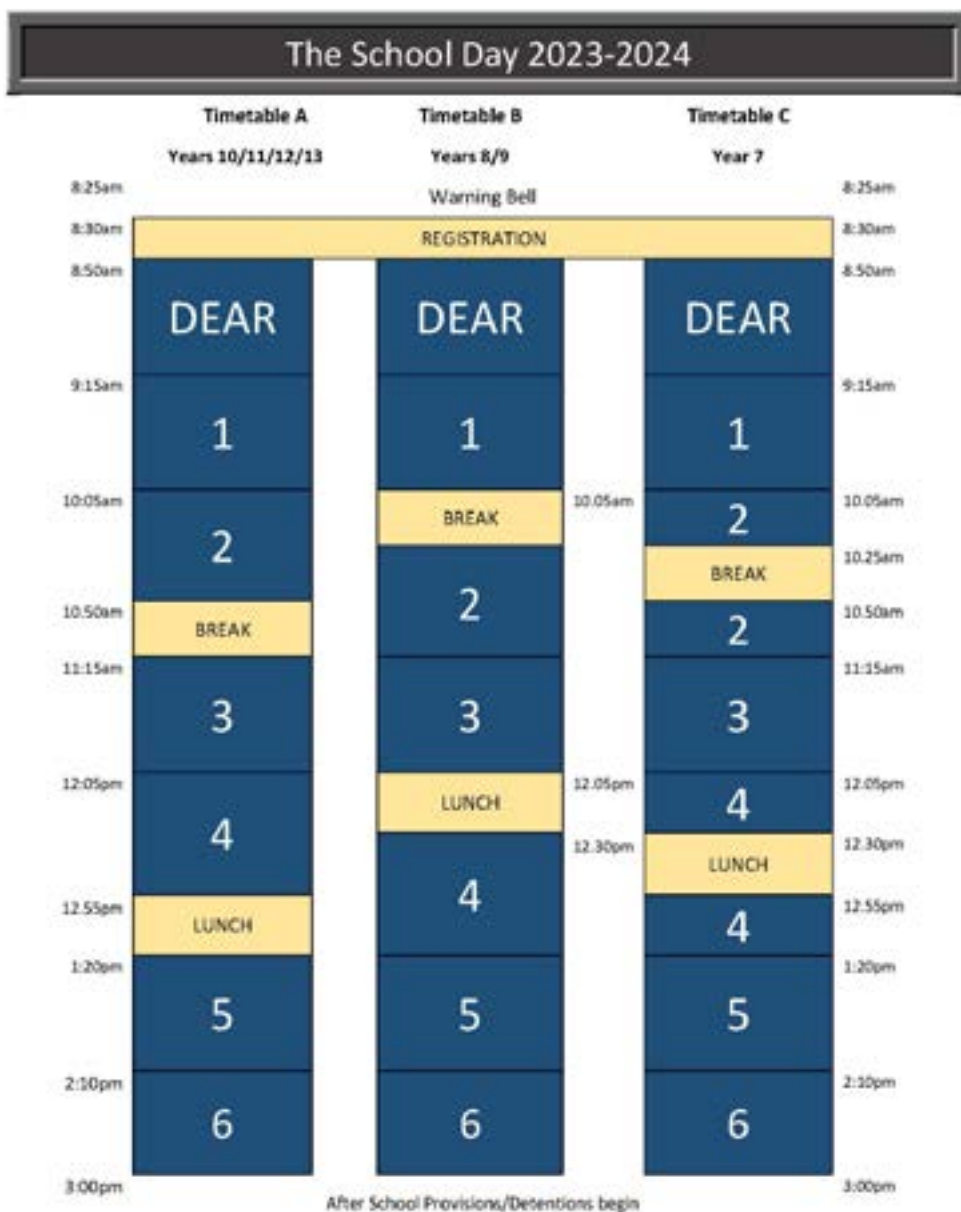 The School Day 2023-2024
Timetable A Timetable B Timetable C
Years 10/11/12/13 Years 8/9 Year 7
8:25am Warning Bell 8:25am
8:30am REGISTRATION 8:30am
8:50am 8:50am
DEAR DEAR DEAR
9:15am 9:15am
1 1 1
10:05am 10.05am 10.05am
2 BREAK 2
10.25am
2 BREAK
10.50am 10.50am
BREAK 2
11:15am 11:15am
3 3 3
12:05pm 12.05pm 12:05pm
4 LUNCH 4
12.30pm 12.30pm
4 LUNCH
12.55pm 12.55pm
LUNCH 4
1:20pm 1:20pm
5 5 5
2:10pm 2:10pm
6 6 6
3:00pm 3:00pm
After School Provisions/Detentions begin